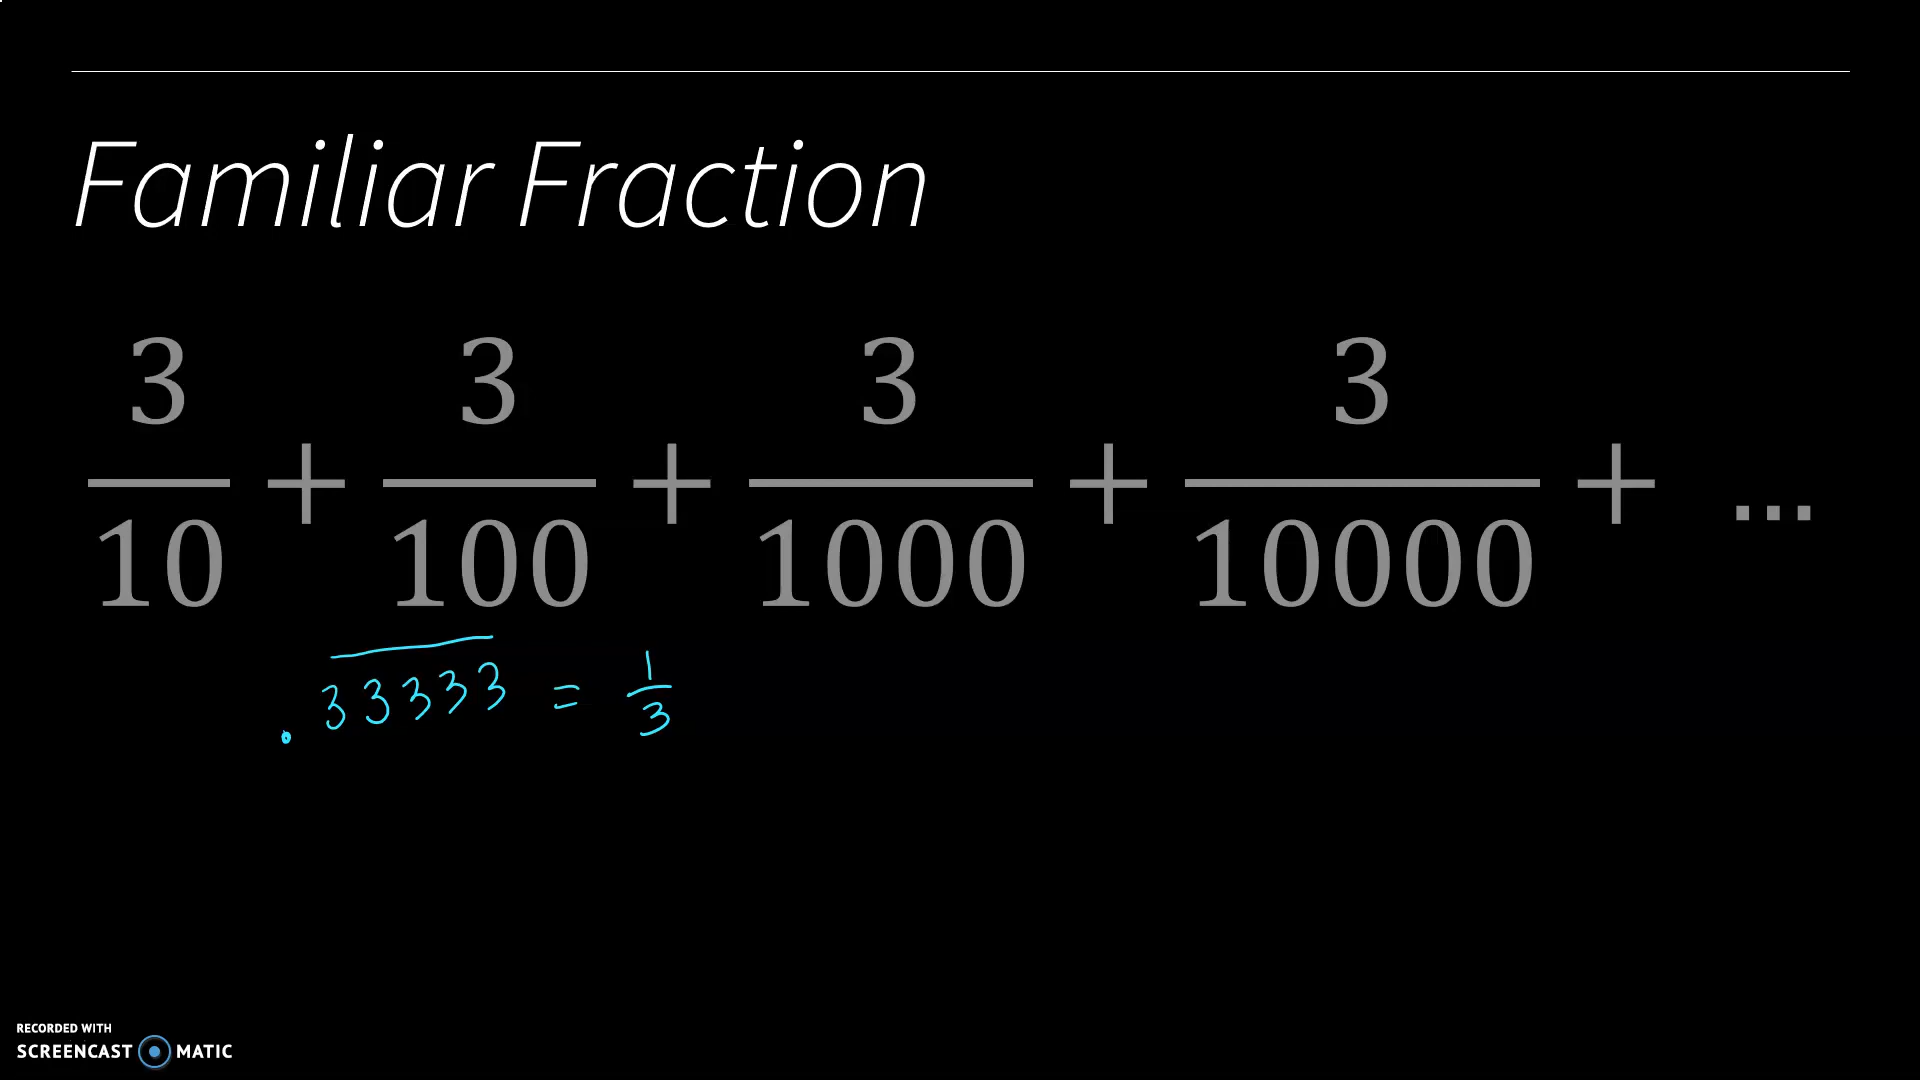 Familiar Fraction
3/10 + 3/100 + 3/1000 + 3/10000 + ...
.33333 = 1/3
RECORDED WITH
SCREENCAST MATIC